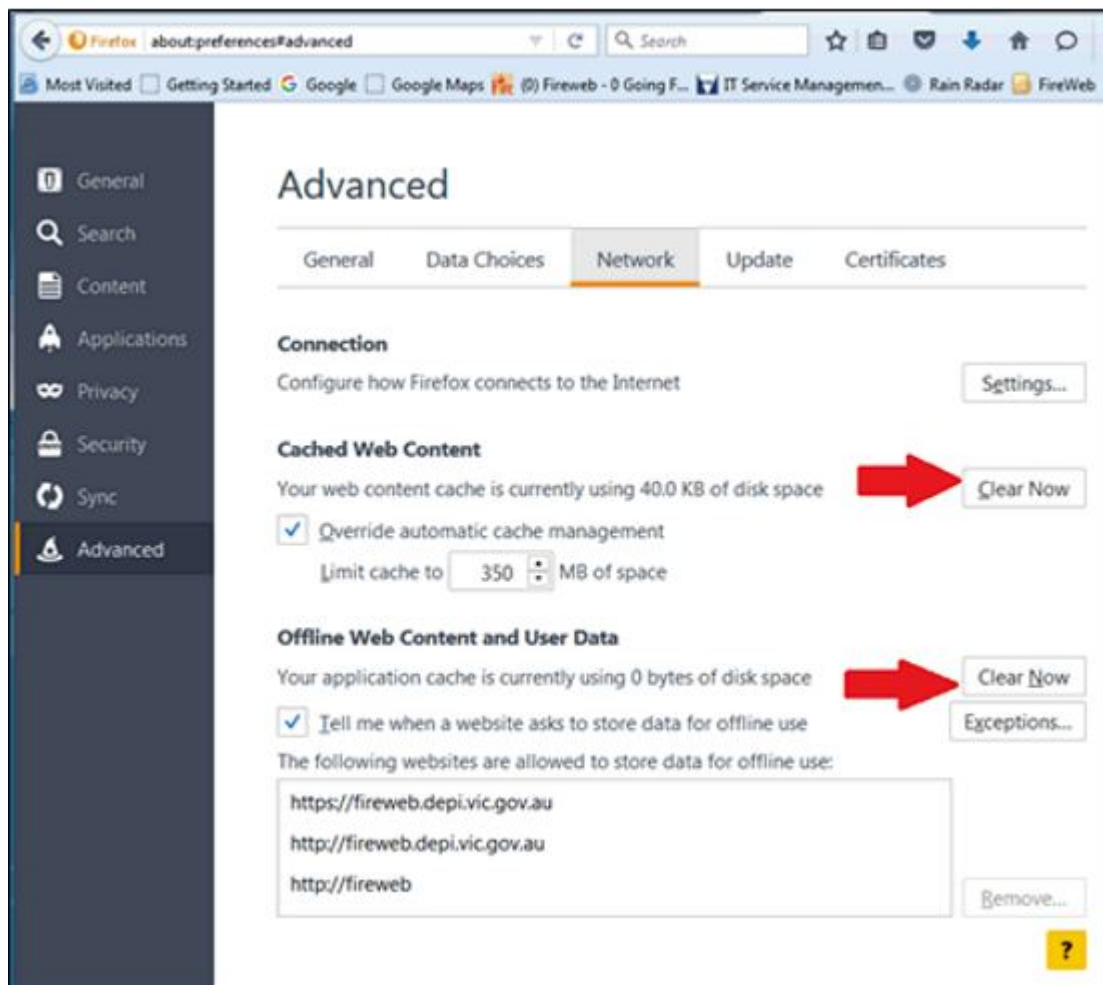 Firefox about:preferences#advanced Search
Most Visited Getting Started Google Google Maps (0) Fireweb - 0 Going F... IT Service Managemen... Rain Radar FireWeb
General
Search
Content
Applications
Privacy
Security
Sync
Advanced
Advanced
General Data Choices Network Update Certificates
Connection
Configure how Firefox connects to the Internet Settings...
Cached Web Content
Your web content cache is currently using 40.0 KB of disk space Clear Now
Override automatic cache management
Limit cache to 350 MB of space
Offline Web Content and User Data
Your application cache is currently using 0 bytes of disk space Clear Now
Tell me when a website asks to store data for offline use Exceptions...
The following websites are allowed to store data for offline use:
https://fireweb.depi.vic.gov.au
http://fireweb.depi.vic.gov.au
http://fireweb
Remove...
?